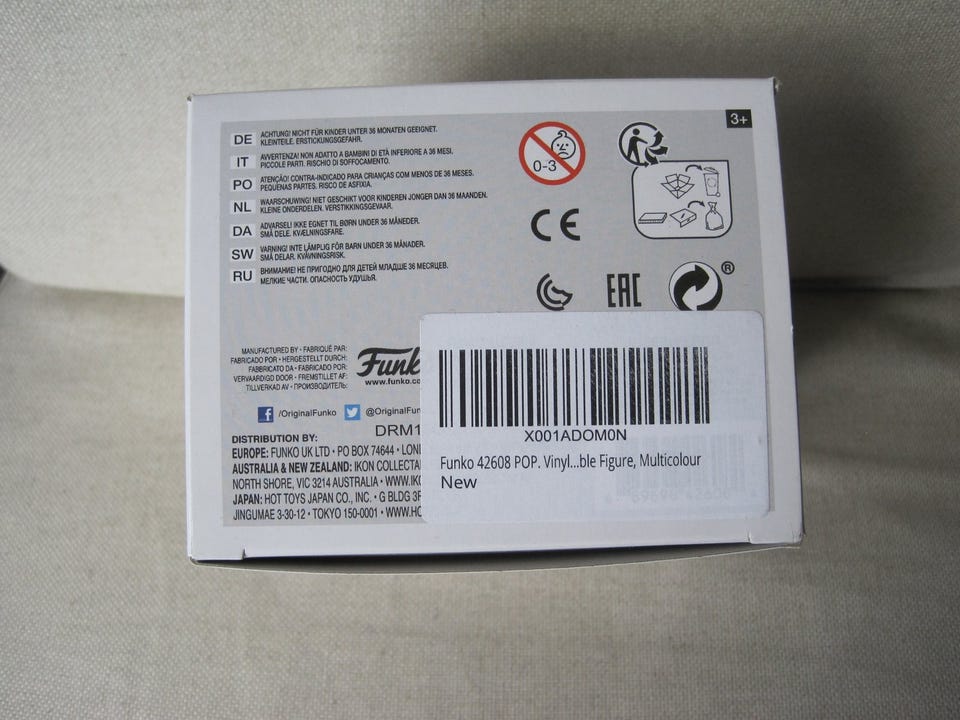 3+
DE ACHTUNG! NICHT FÜR KINDER UNTER 36 MONATEN GEEIGNET.
KLEINTEILE. ERSTICKUNGSGEFAHR.
IT AVVERTENZA! NON ADATTO A BAMBINI DI ETÀ INFERIORE A 36 MESI.
PICCOLE PARTI. RISCHIO DI SOFFOCAMENTO.
PO ATENÇÃO! CONTRA-INDICADO PARA CRIANÇAS COM MENOS DE 36 MESES.
PEQUENAS PARTES. RISCO DE ASFIXIA.
NL WAARSCHUWING! NIET GESCHIKT VOOR KINDEREN JONGER DAN 36 MAANDEN.
KLEINE ONDERDELEN. VERSTIKKINGSGEVAAR.
DA ADVARSEL! IKKE EGNET TIL BØRN UNDER 36 MÅNEDER.
SMÅ DELE. KVÆLNINGSFARE.
SW VARNING! INTE LÄMPLIG FÖR BARN UNDER 36 MÅNADER.
SMÅ DELAR. KVÄVNINGSRISK.
RU ВНИМАНИЕ! НЕ ПРИГОДНО ДЛЯ ДЕТЕЙ МЛАДШЕ 36 МЕСЯЦЕВ.
МЕЛКИЕ ЧАСТИ. ОПАСНОСТЬ УДУШЬЯ.
0-3
CE
EAC
®
MANUFACTURED BY • FABRIQUÉ PAR:
FABRICADO POR • HERGESTELLT DURCH:
FABBRICATO DA • FABRICADO POR:
VERVAARDIGD DOOR • FREMSTILLET AF:
TILLVERKAD AV • ПРОИЗВОДИТЕЛЬ:
Funk
www.funko.co
/OriginalFunko @OriginalFun
DRM1
DISTRIBUTION BY:
EUROPE: FUNKO UK LTD • PO BOX 74644 • LON
AUSTRALIA & NEW ZEALAND: IKON COLLECTA
NORTH SHORE, VIC 3214 AUSTRALIA • WWW.IK
JAPAN: HOT TOYS JAPAN CO., INC. • G BLDG 3F
JINGUMAE 3-30-12 • TOKYO 150-0001 • WWW.HO
X001ADOM0N
Funko 42608 POP. Vinyl...ble Figure, Multicolour
New